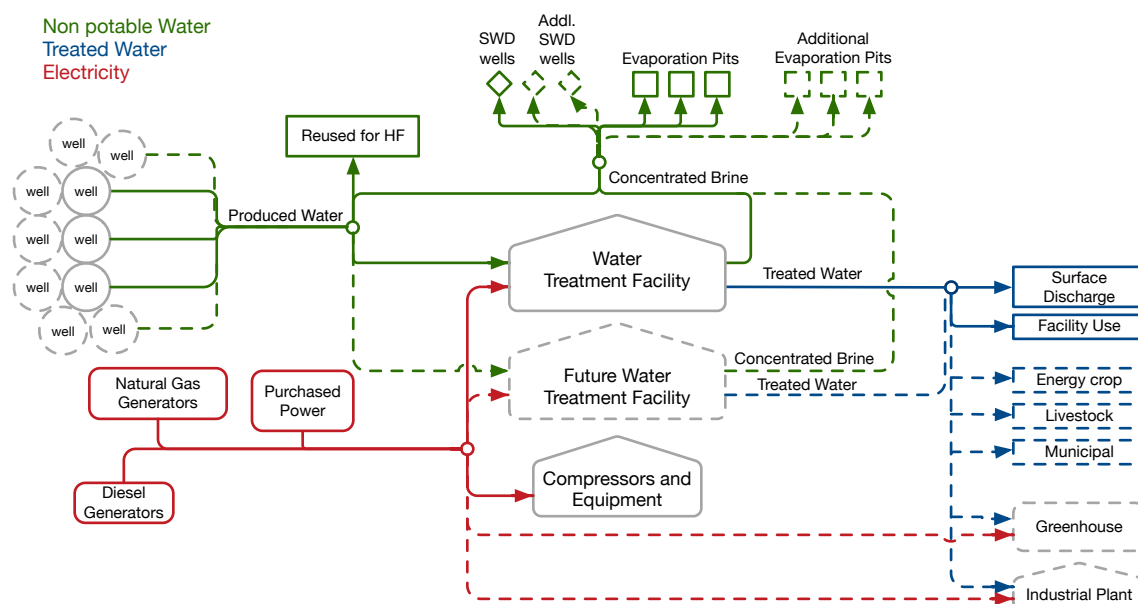 Non potable Water
Treated Water
Electricity
SWD
wells
Addl.
SWD
wells
Evaporation Pits
Additional
Evaporation Pits
Reused for HF
well
well
well
well
well
well
well
well
well
well
Produced Water
Concentrated Brine
Water
Treatment Facility
Treated Water
Surface
Discharge
Facility Use
Concentrated Brine
Treated Water
Future Water
Treatment Facility
Natural Gas
Generators
Purchased
Power
Energy crop
Livestock
Municipal
Diesel
Generators
Compressors and
Equipment
Greenhouse
Industrial Plant